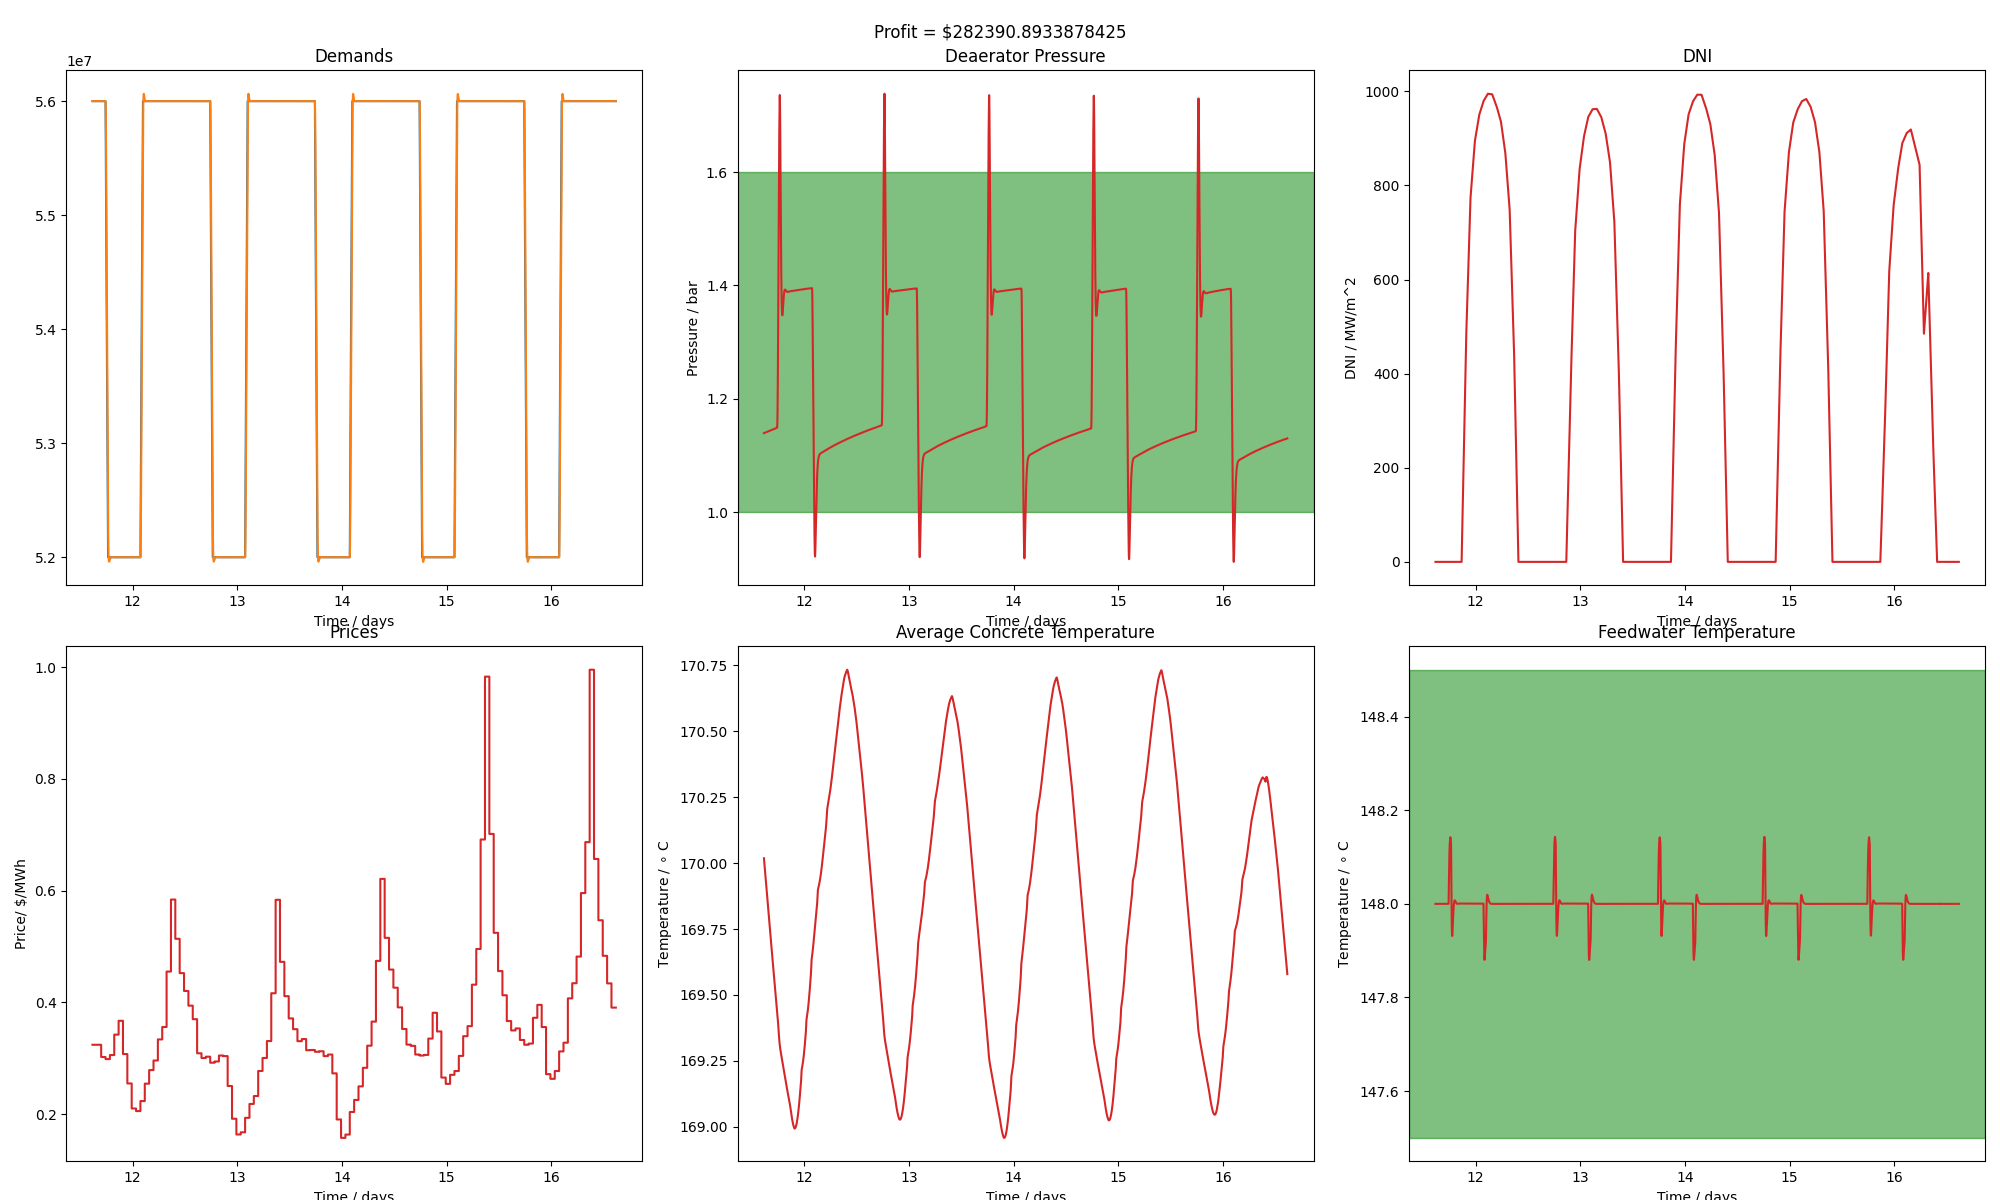 Profit = $282390.8933878425
Demands
1e7
5.6
5.5
5.4
5.3
5.2
12 13 14 15 16
Time / days
Deaerator Pressure
Pressure / bar
1.6
1.4
1.2
1.0
12 13 14 15 16
Time / days
DNI
DNI / MW/m^2
1000
800
600
400
200
0
12 13 14 15 16
Time / days
Prices
Price/ $/MWh
1.0
0.8
0.6
0.4
0.2
12 13 14 15 16
Time / days
Average Concrete Temperature
Temperature / ∘ C
170.75
170.50
170.25
170.00
169.75
169.50
169.25
169.00
12 13 14 15 16
Time / days
Feedwater Temperature
Temperature / ∘ C
148.4
148.2
148.0
147.8
147.6
12 13 14 15 16
Time / days